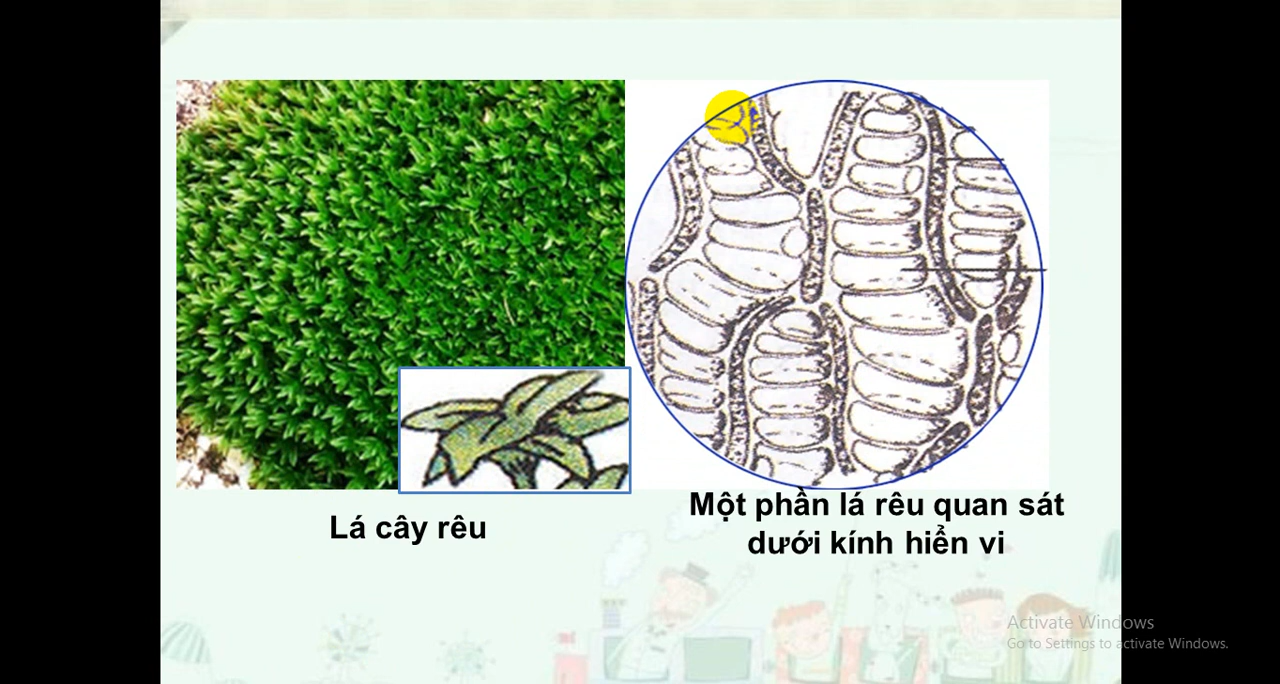 Lá cây rêu
Một phần lá rêu quan sát
dưới kính hiển vi
Activate Windows
Go to Settings to activate Windows.